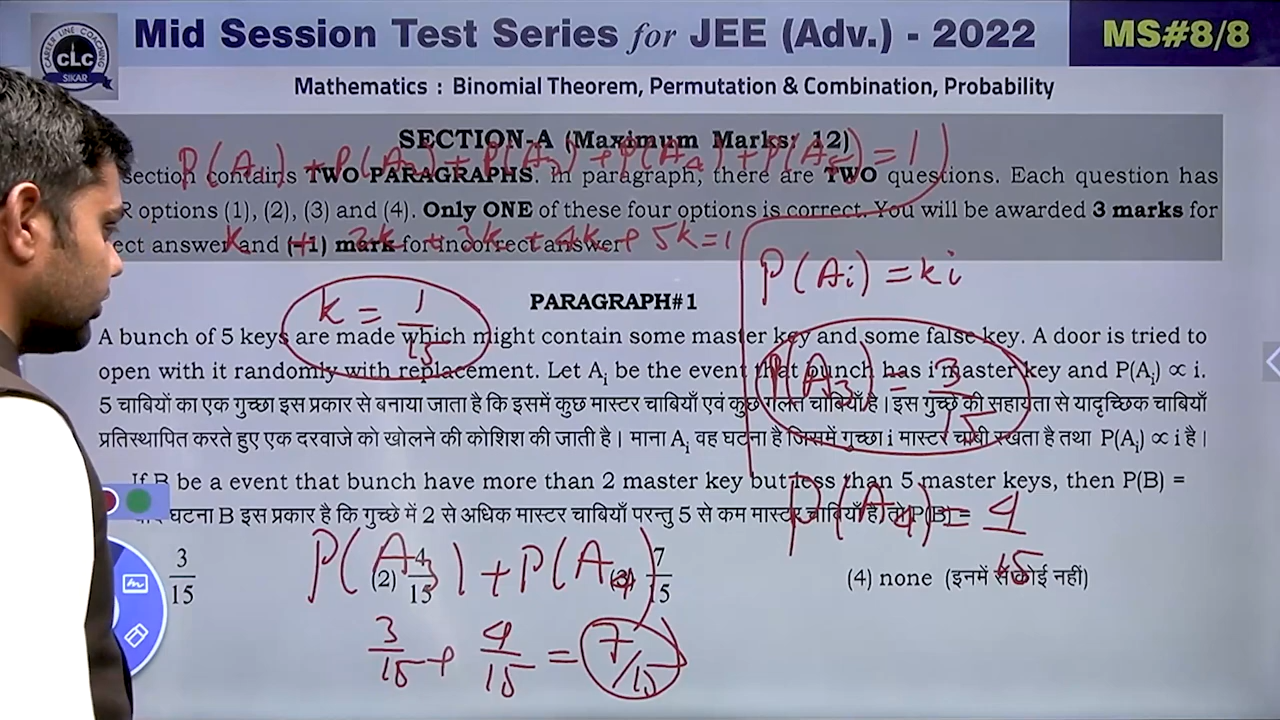 CAREER LINE COACHING
CLC
SIKAR
Mid Session Test Series for JEE (Adv.) - 2022
MS#8/8
Mathematics : Binomial Theorem, Permutation & Combination, Probability
SECTION-A (Maximum Marks: 12)
P(A₁) + P(A₂) + P(A₃) + P(A₄) + P(A₅) = 1
section contains TWO PARAGRAPHS. In paragraph, there are TWO questions. Each question has
R options (1), (2), (3) and (4). Only ONE of these four options is correct. You will be awarded 3 marks for
ect answer and (–1) mark for incorrect answer
k + 2k + 3k + 4k + 5k = 1
P(Ai) = ki
k = 1/15
PARAGRAPH#1
A bunch of 5 keys are made which might contain some master key and some false key. A door is tried to
open with it randomly with replacement. Let Aᵢ be the event that bunch has i master key and P(Aᵢ) ∝ i.
P(A₃) = 3/15
5 चाबियों का एक गुच्छा इस प्रकार से बनाया जाता है कि इसमें कुछ मास्टर चाबियाँ एवं कुछ गलत चाबियाँ है। इस गुच्छे की सहायता से यादृच्छिक चाबियाँ
प्रतिस्थापित करते हुए एक दरवाजे को खोलने की कोशिश की जाती है। माना Aᵢ वह घटना है जिसमें गुच्छा i मास्टर चाबी रखता है तथा P(Aᵢ) ∝ i है।
If B be a event that bunch have more than 2 master key but less than 5 master keys, then P(B) =
घटना B इस प्रकार है कि गुच्छे में 2 से अधिक मास्टर चाबियाँ परन्तु 5 से कम मास्टर चाबियाँ है, तो P(B) =
P(A₄) = 4/15
P(A₃) + P(A₄)
3/15
(2) 4/15
(3) 7/15
(4) none (इनमें से कोई नहीं)
3/15 + 4/15 = 7/15